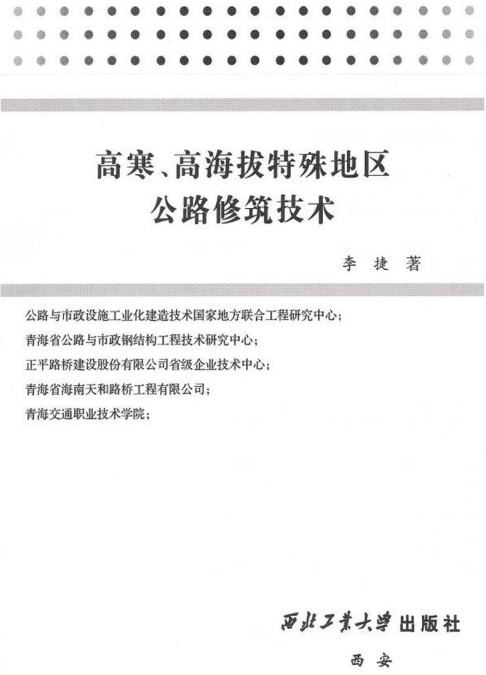 高寒、高海拔特殊地区
公路修筑技术
李 捷 著
公路与市政设施工业化建造技术国家地方联合工程研究中心；
青海省公路与市政钢结构工程技术研究中心；
正平路桥建设股份有限公司省级企业技术中心；
青海省海南天和路桥工程有限公司；
青海交通职业技术学院；
西北工业大学出版社
西 安